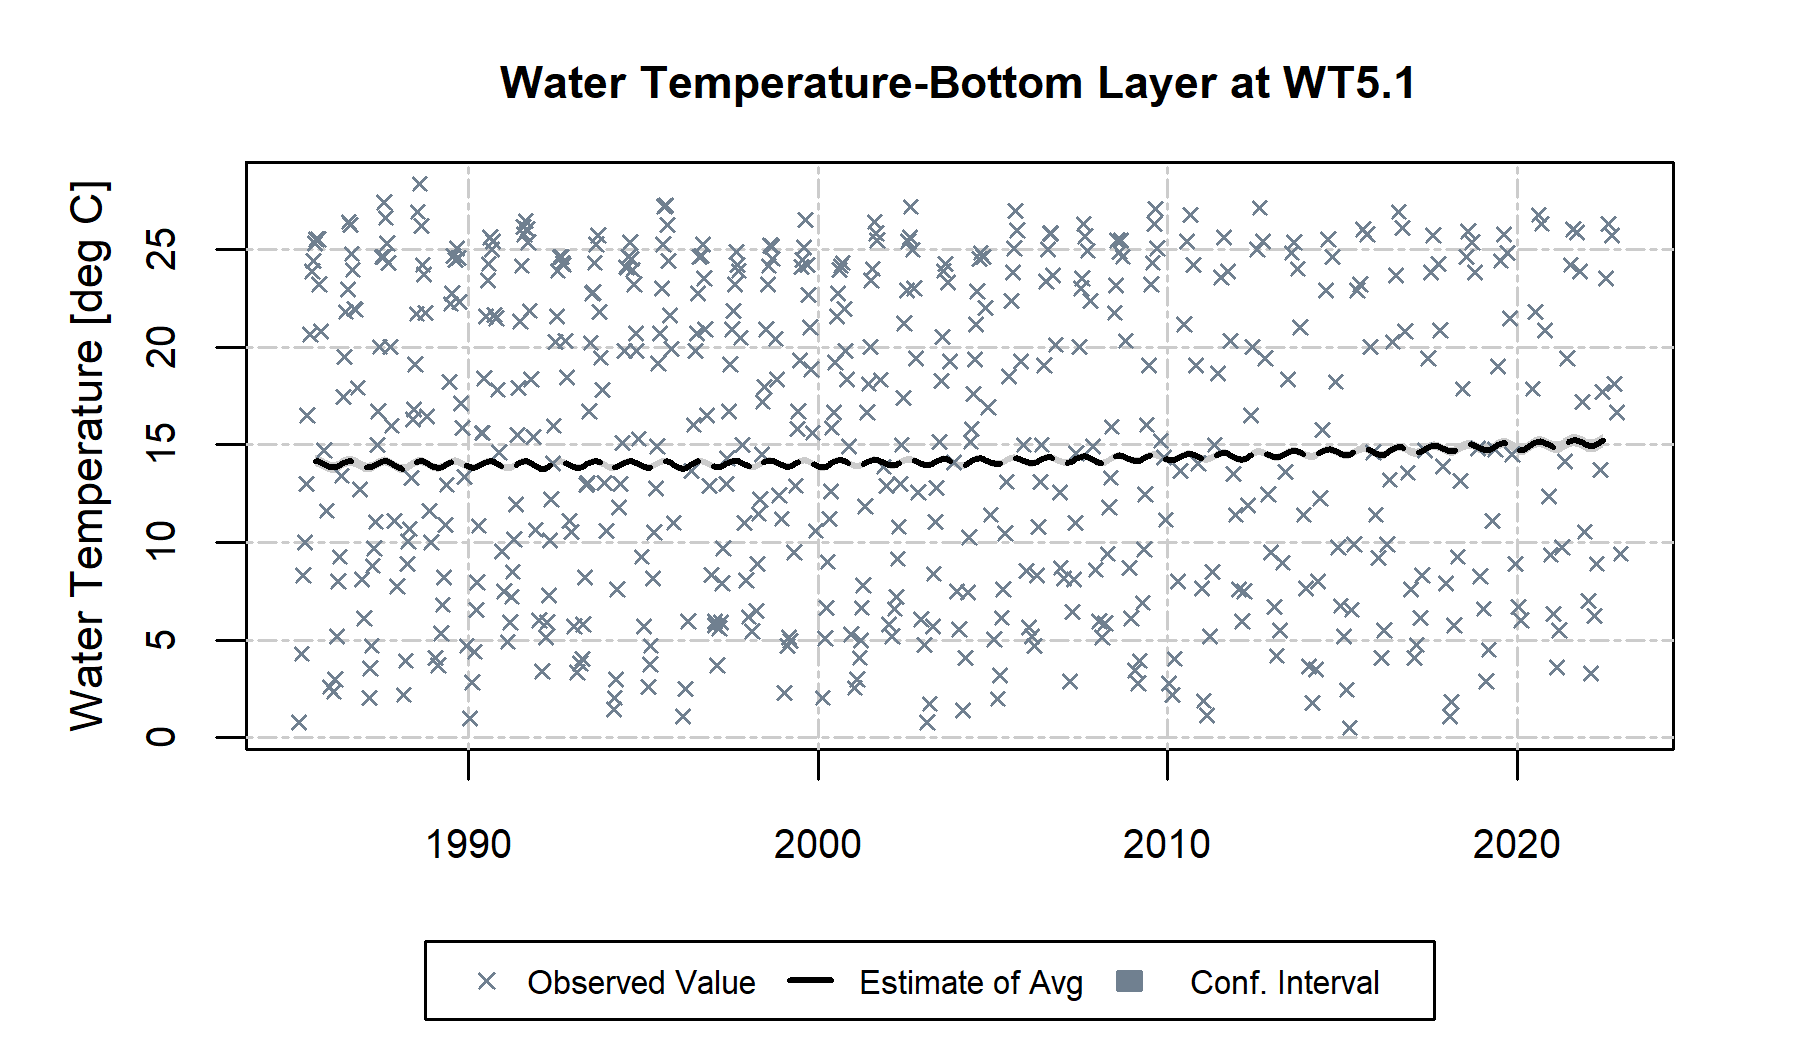 Water Temperature-Bottom Layer at WT5.1
Water Temperature [deg C]
25
20
15
10
5
0
1990 2000 2010 2020
Observed Value Estimate of Avg Conf. Interval